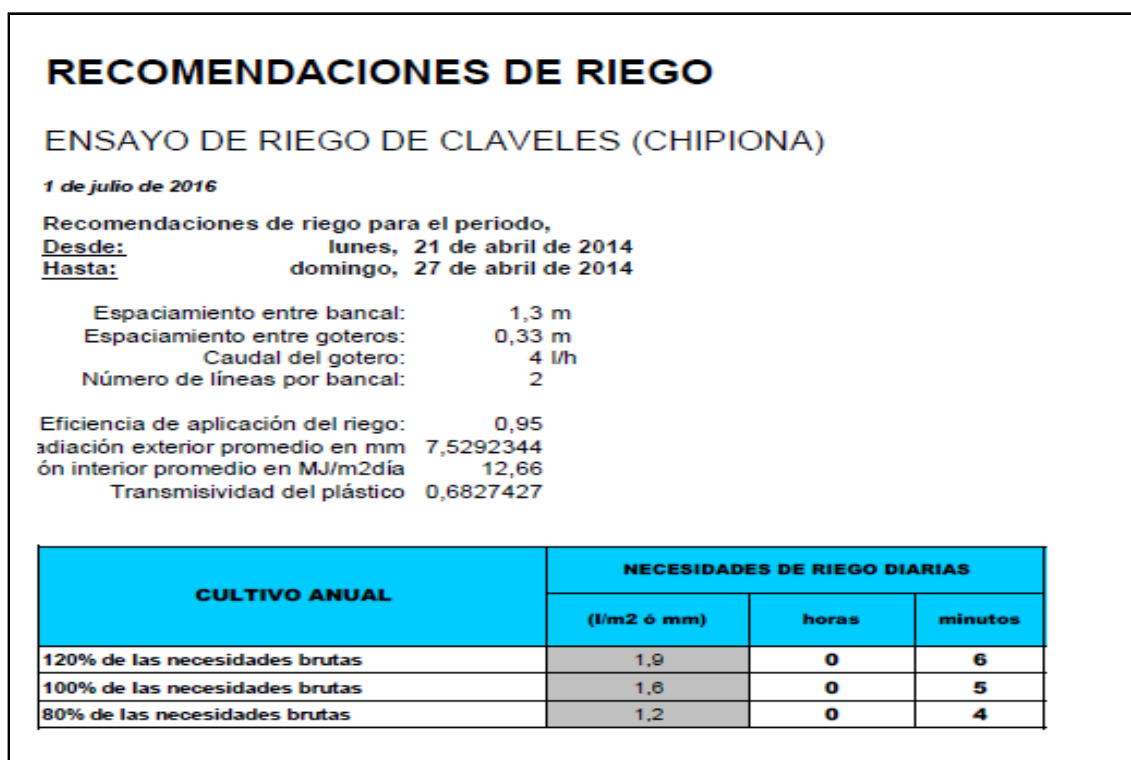 RECOMENDACIONES DE RIEGO
ENSAYO DE RIEGO DE CLAVELES (CHIPIONA)
1 de julio de 2016
Recomendaciones de riego para el periodo,
Desde: lunes, 21 de abril de 2014
Hasta: domingo, 27 de abril de 2014
Espaciamiento entre bancal: 1,3 m
Espaciamiento entre goteros: 0,33 m
Caudal del gotero: 4 l/h
Número de líneas por bancal: 2
Eficiencia de aplicación del riego: 0,95
adiación exterior promedio en mm 7,5292344
ón interior promedio en MJ/m2día 12,66
Transmisividad del plástico 0,6827427
CULTIVO ANUAL
NECESIDADES DE RIEGO DIARIAS
(l/m2 ó mm) horas minutos
120% de las necesidades brutas 1,9 0 6
100% de las necesidades brutas 1,6 0 5
80% de las necesidades brutas 1,2 0 4